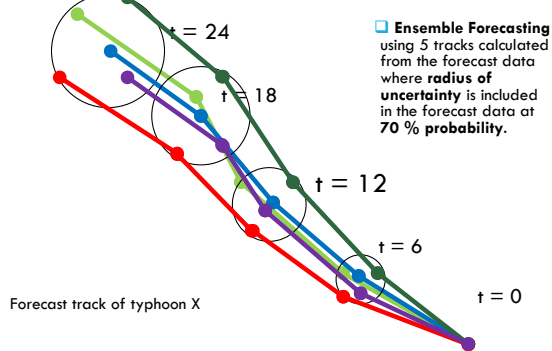 t = 24
❑ Ensemble Forecasting
using 5 tracks calculated
from the forecast data
where radius of
uncertainty is included
in the forecast data at
70 % probability.
t = 18
t = 12
t = 6
t = 0
Forecast track of typhoon X